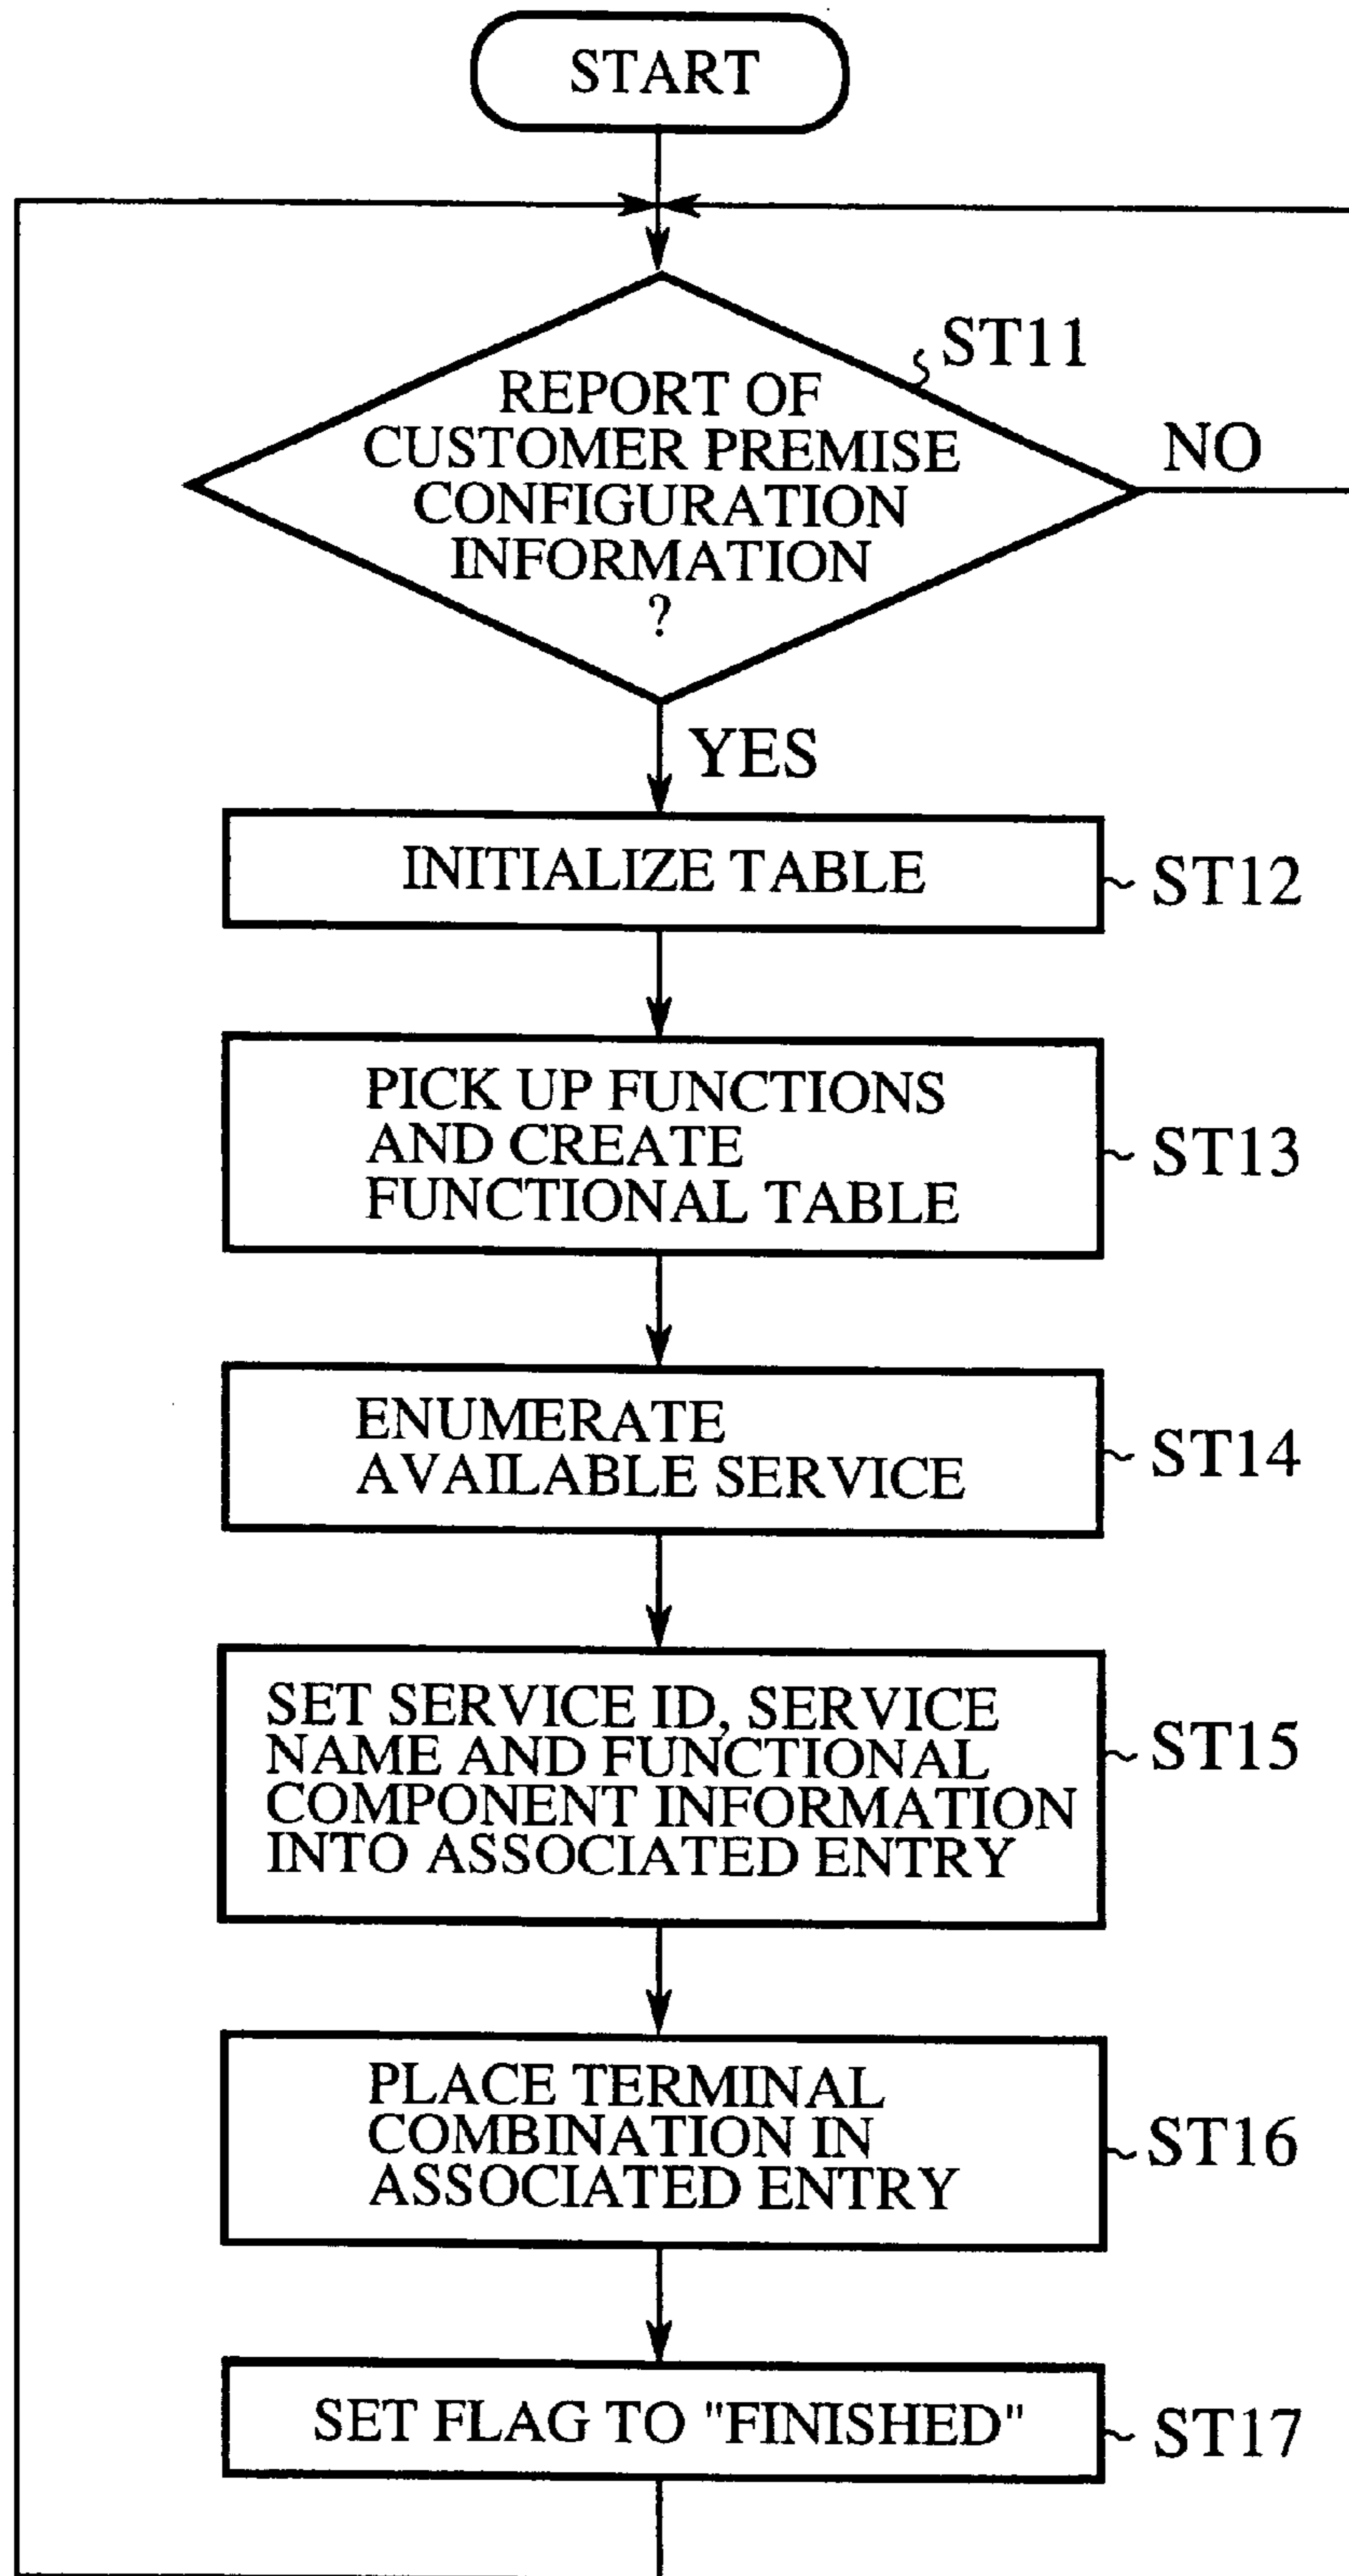 START
ST11
REPORT OF
CUSTOMER PREMISE
CONFIGURATION
INFORMATION
?
NO
YES
INITIALIZE TABLE
ST12
PICK UP FUNCTIONS
AND CREATE
FUNCTIONAL TABLE
ST13
ENUMERATE
AVAILABLE SERVICE
ST14
SET SERVICE ID, SERVICE
NAME AND FUNCTIONAL
COMPONENT INFORMATION
INTO ASSOCIATED ENTRY
ST15
PLACE TERMINAL
COMBINATION IN
ASSOCIATED ENTRY
ST16
SET FLAG TO "FINISHED"
ST17